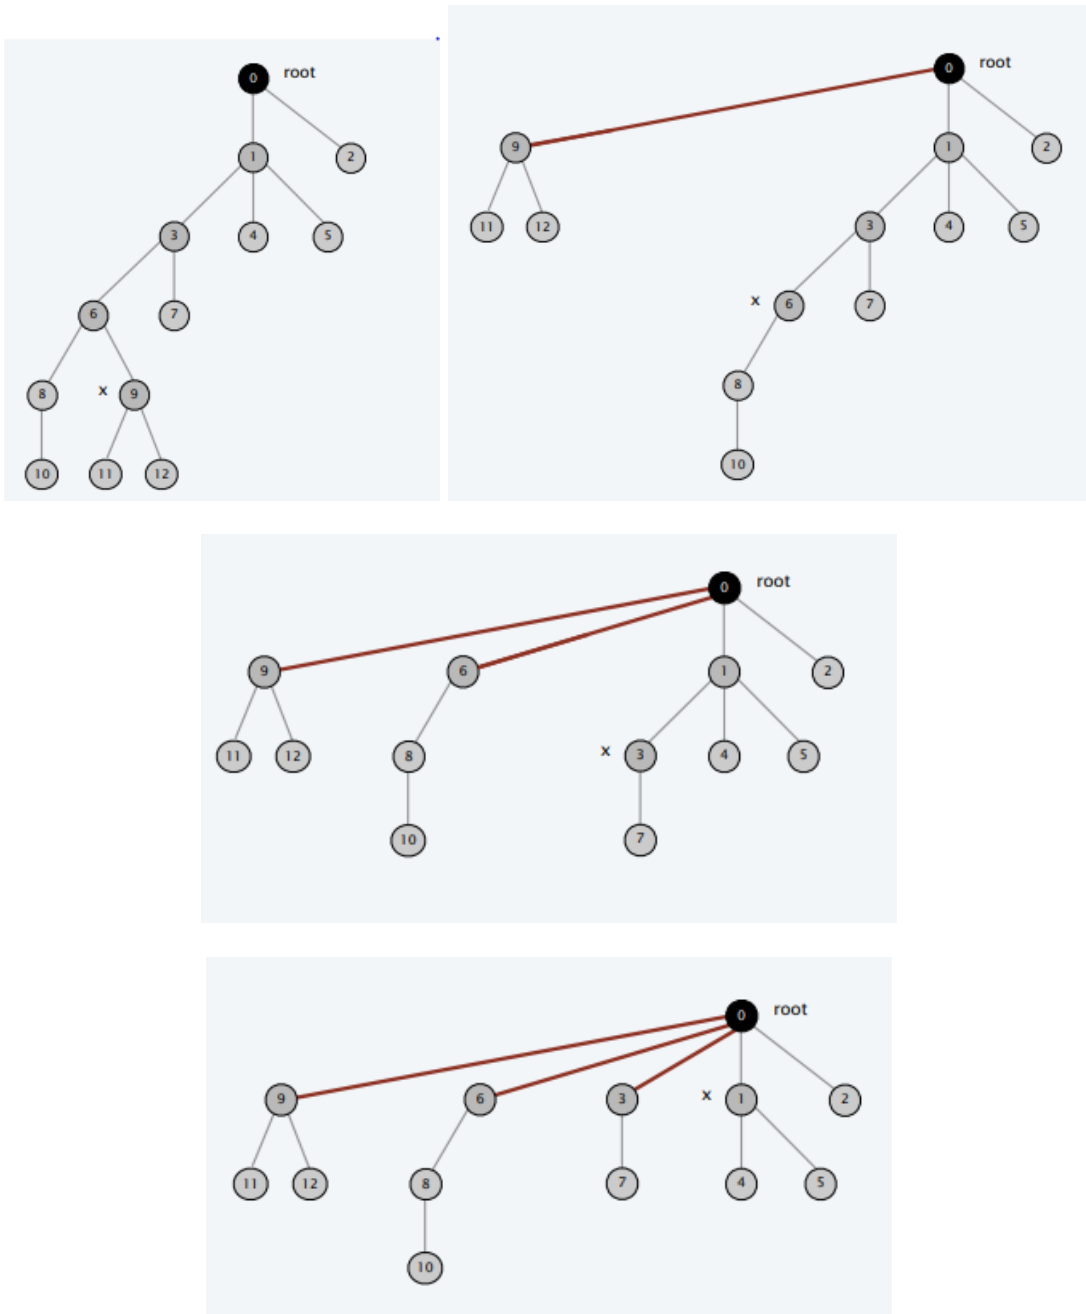 0 root
1 2
3 4 5
6 7
8 x 9
10 11 12
0 root
9 1 2
11 12 3 4 5
x 6 7
8
10
0 root
9 6 1 2
11 12 8 x 3 4 5
10 7
0 root
9 6 3 x 1 2
11 12 8 7 4 5
10